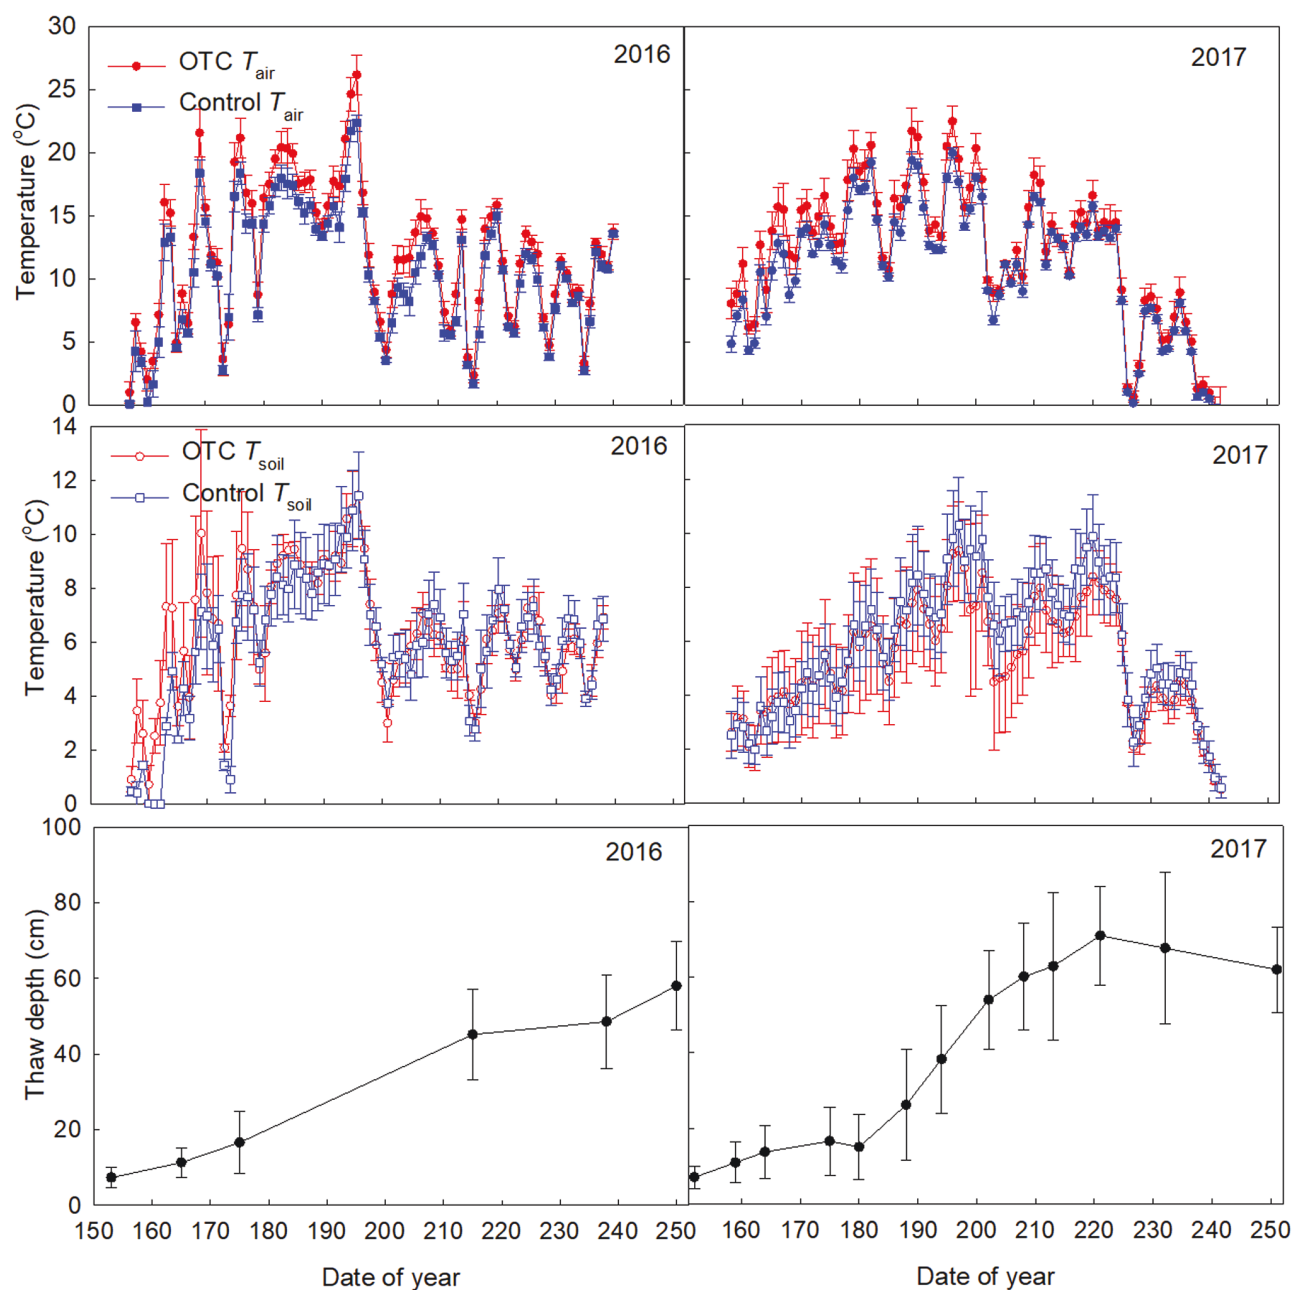 30
25
20
15
10
5
0
Temperature (°C)
OTC Tair
Control Tair
2016
2017
14
12
10
8
6
4
2
0
Temperature (°C)
OTC Tsoil
Control Tsoil
2016
2017
100
80
60
40
20
0
Thaw depth (cm)
2016
2017
150 160 170 180 190 200 210 220 230 240 250
160 170 180 190 200 210 220 230 240 250
Date of year
Date of year